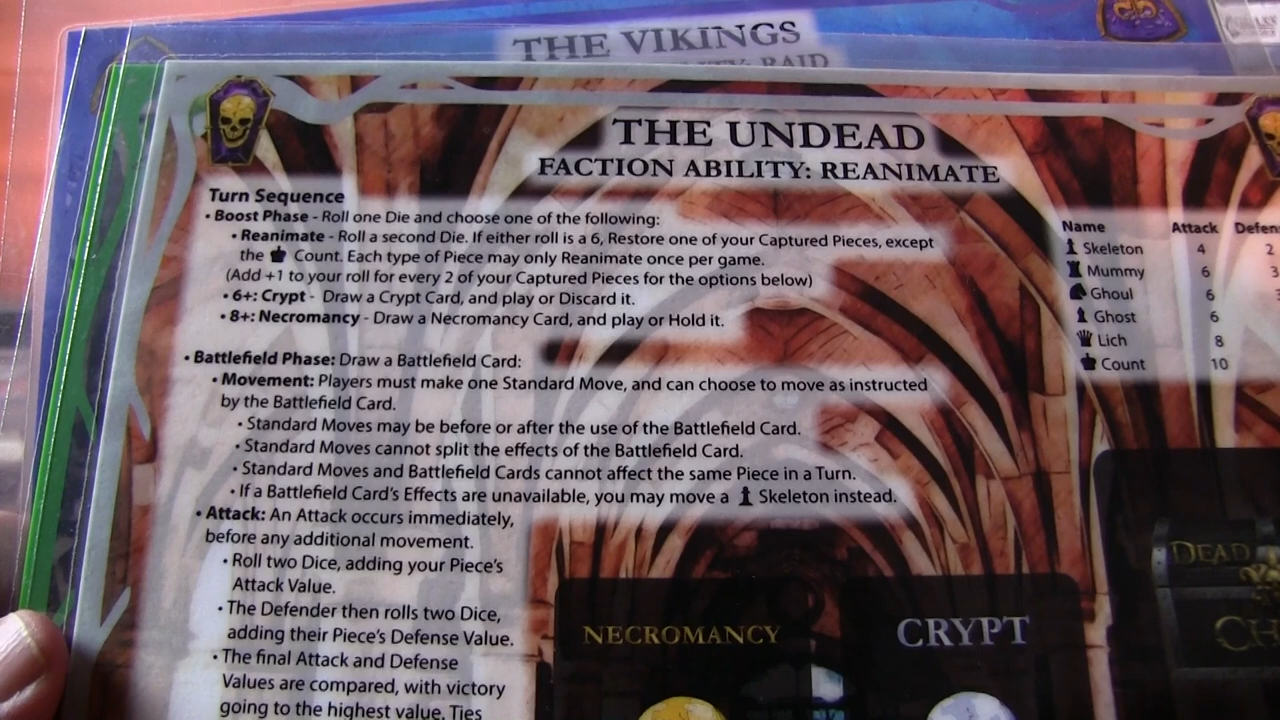 THE VIKINGS
RAID
THE UNDEAD
FACTION ABILITY: REANIMATE
Turn Sequence
• Boost Phase - Roll one Die and choose one of the following:
• Reanimate - Roll a second Die. If either roll is a 6, Restore one of your Captured Pieces, except
the Count. Each type of Piece may only Reanimate once per game.
(Add +1 to your roll for every 2 of your Captured Pieces for the options below)
• 6+: Crypt - Draw a Crypt Card, and play or Discard it.
• 8+: Necromancy - Draw a Necromancy Card, and play or Hold it.
• Battlefield Phase: Draw a Battlefield Card:
• Movement: Players must make one Standard Move, and can choose to move as instructed
by the Battlefield Card.
• Standard Moves may be before or after the use of the Battlefield Card.
• Standard Moves cannot split the effects of the Battlefield Card.
• Standard Moves and Battlefield Cards cannot affect the same Piece in a Turn.
• If a Battlefield Card's Effects are unavailable, you may move a Skeleton instead.
• Attack: An Attack occurs immediately,
before any additional movement.
• Roll two Dice, adding your Piece's
Attack Value.
• The Defender then rolls two Dice,
adding their Piece's Defense Value.
• The final Attack and Defense
Values are compared, with victory
going to the highest value. Ties
Name Attack Defens
Skeleton 4 2
Mummy 6 3
Ghoul 6
Ghost 6
Lich 8
Count 10
NECROMANCY
CRYPT
DEAD
CH